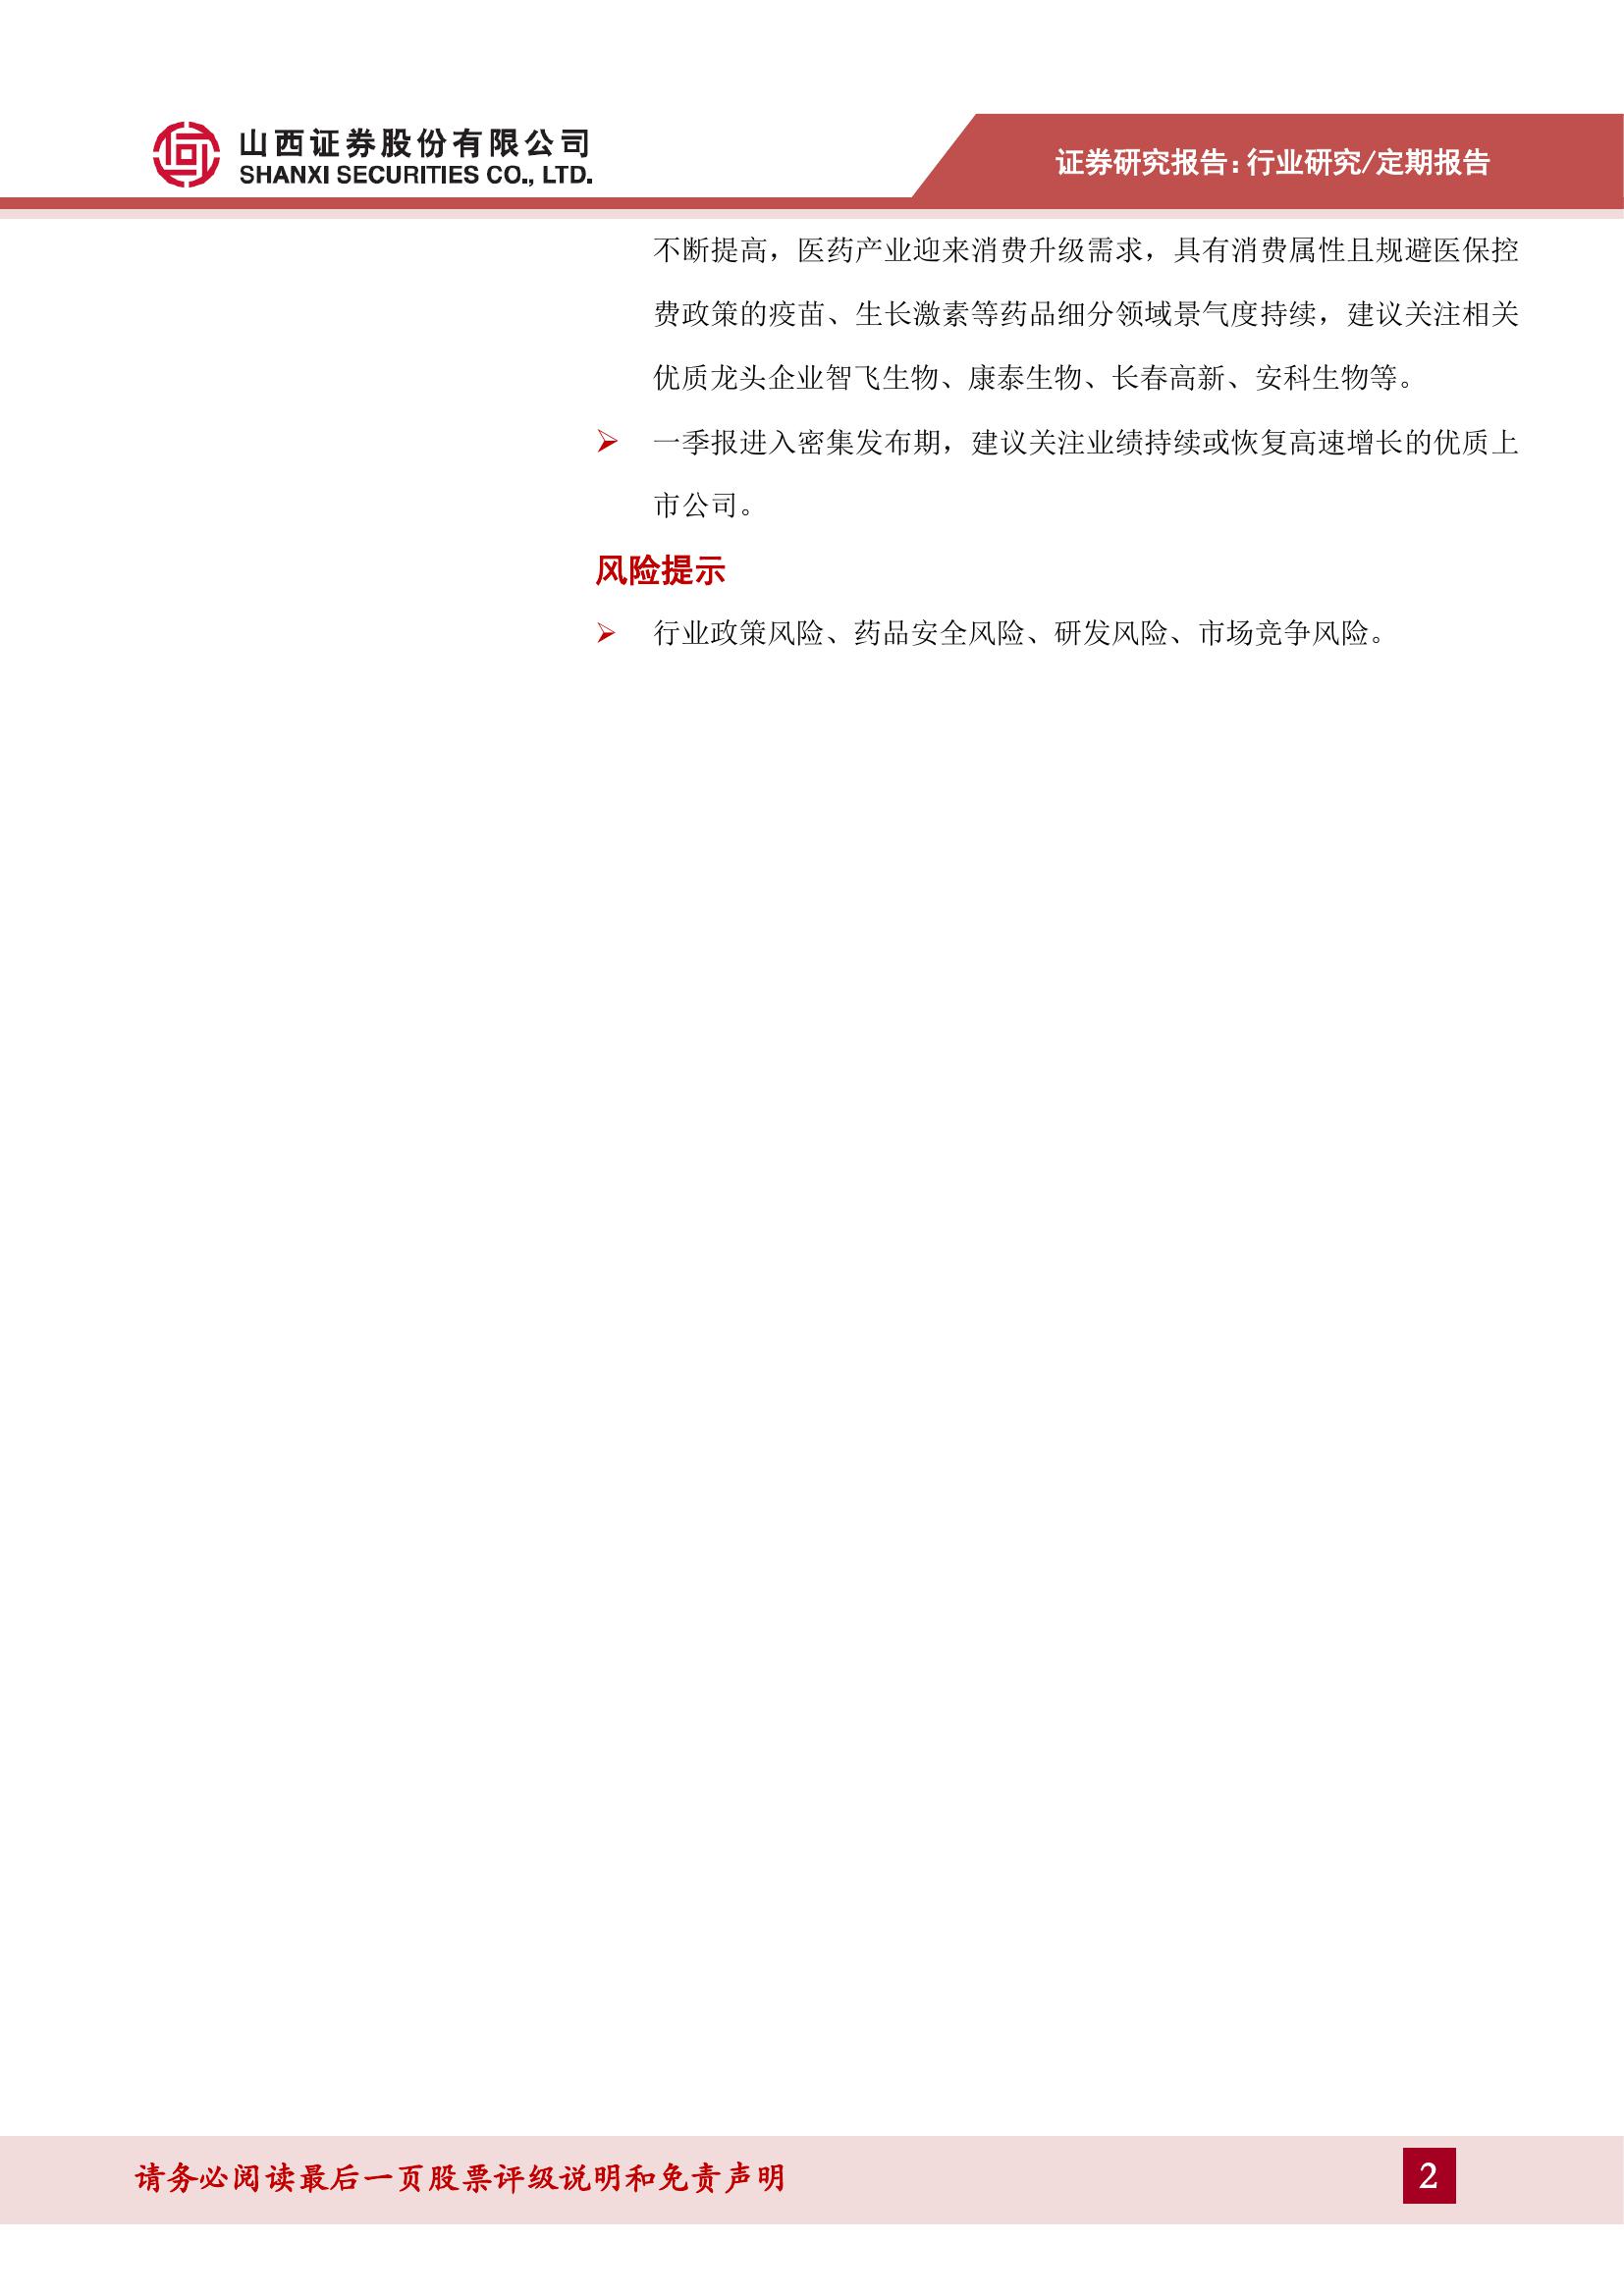 山西证券股份有限公司
SHANXI SECURITIES CO., LTD.
证券研究报告：行业研究/定期报告
不断提高，医药产业迎来消费升级需求，具有消费属性且规避医保控
费政策的疫苗、生长激素等药品细分领域景气度持续，建议关注相关
优质龙头企业智飞生物、康泰生物、长春高新、安科生物等。
一季报进入密集发布期，建议关注业绩持续或恢复高速增长的优质上
市公司。
风险提示
行业政策风险、药品安全风险、研发风险、市场竞争风险。
请务必阅读最后一页股票评级说明和免责声明
2